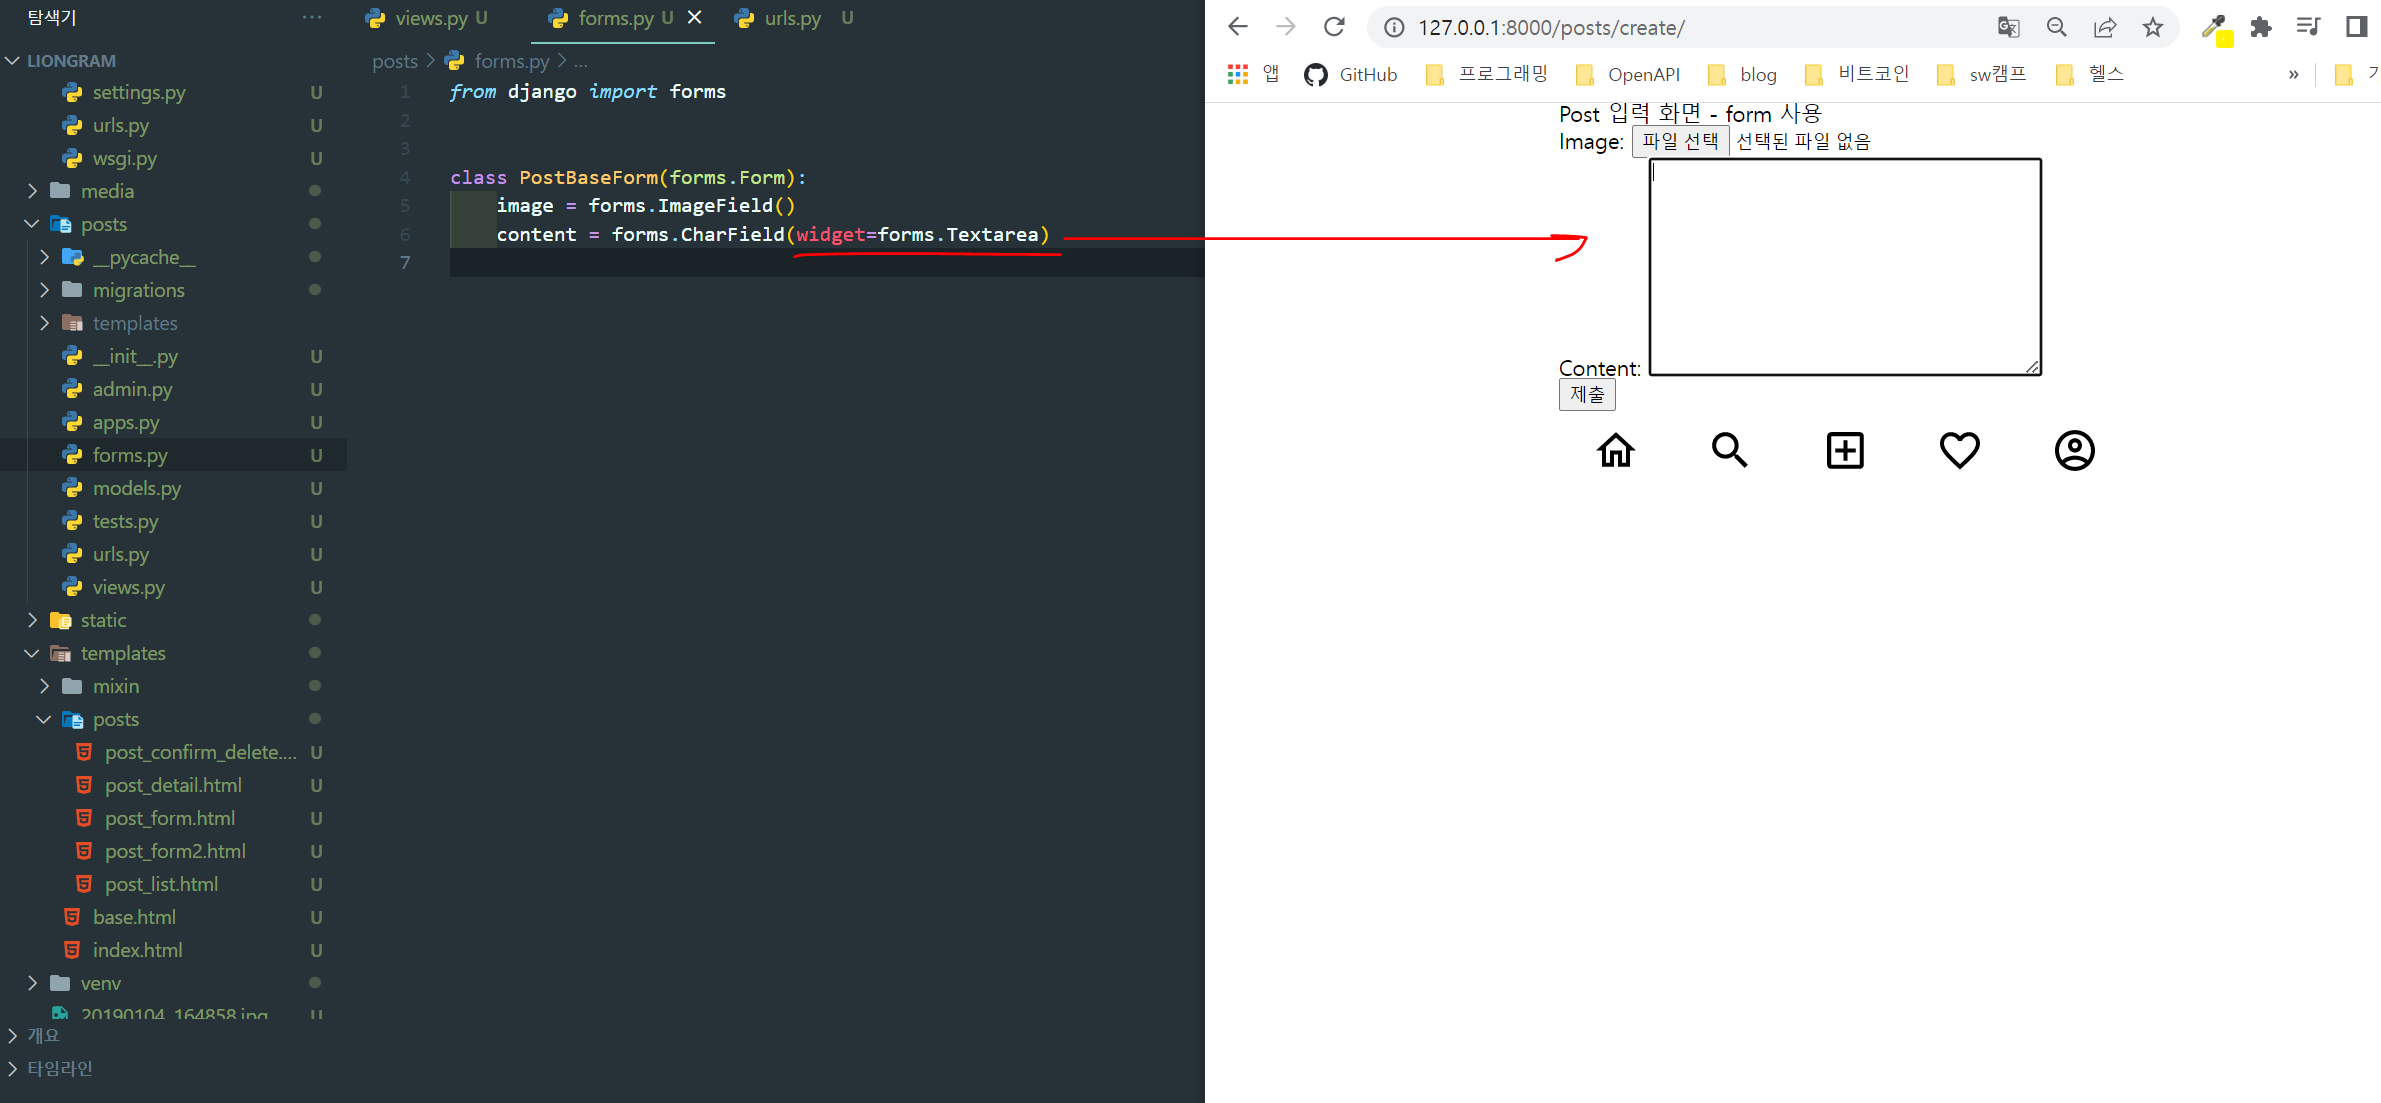 탐색기
LIONGRAM
settings.py U
urls.py U
wsgi.py U
media
posts
__pycache__
migrations
templates
__init__.py U
admin.py U
apps.py U
forms.py U
models.py U
tests.py U
urls.py U
views.py U
static
templates
mixin
posts
post_confirm_delete.... U
post_detail.html U
post_form.html U
post_form2.html U
post_list.html U
base.html U
index.html U
venv
20190104_164858.jpg U
개요
타임라인
views.py U forms.py U urls.py U
posts > forms.py > ...
1 from django import forms
2
3
4 class PostBaseForm(forms.Form):
5 image = forms.ImageField()
6 content = forms.CharField(widget=forms.Textarea)
7
127.0.0.1:8000/posts/create/
앱 GitHub 프로그래밍 OpenAPI blog 비트코인 sw캠프 헬스 »
Post 입력 화면 - form 사용
Image: 파일 선택 선택된 파일 없음
Content:
제출